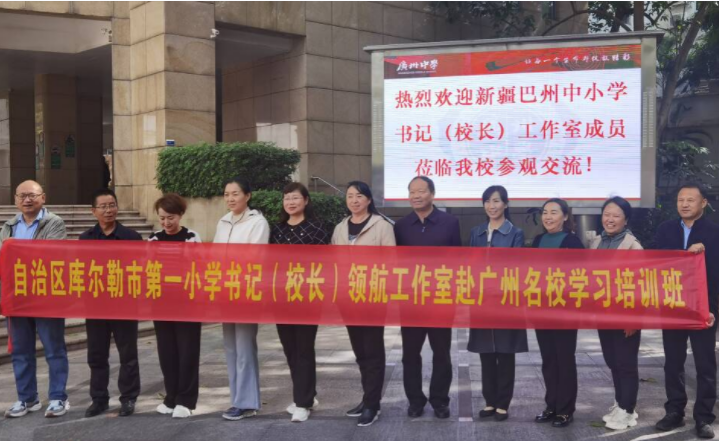 广州中学
热烈欢迎新疆巴州中小学
书记（校长）工作室成员
莅临我校参观交流！
自治区库尔勒市第一小学书记（校长）领航工作室赴广州名校学习培训班